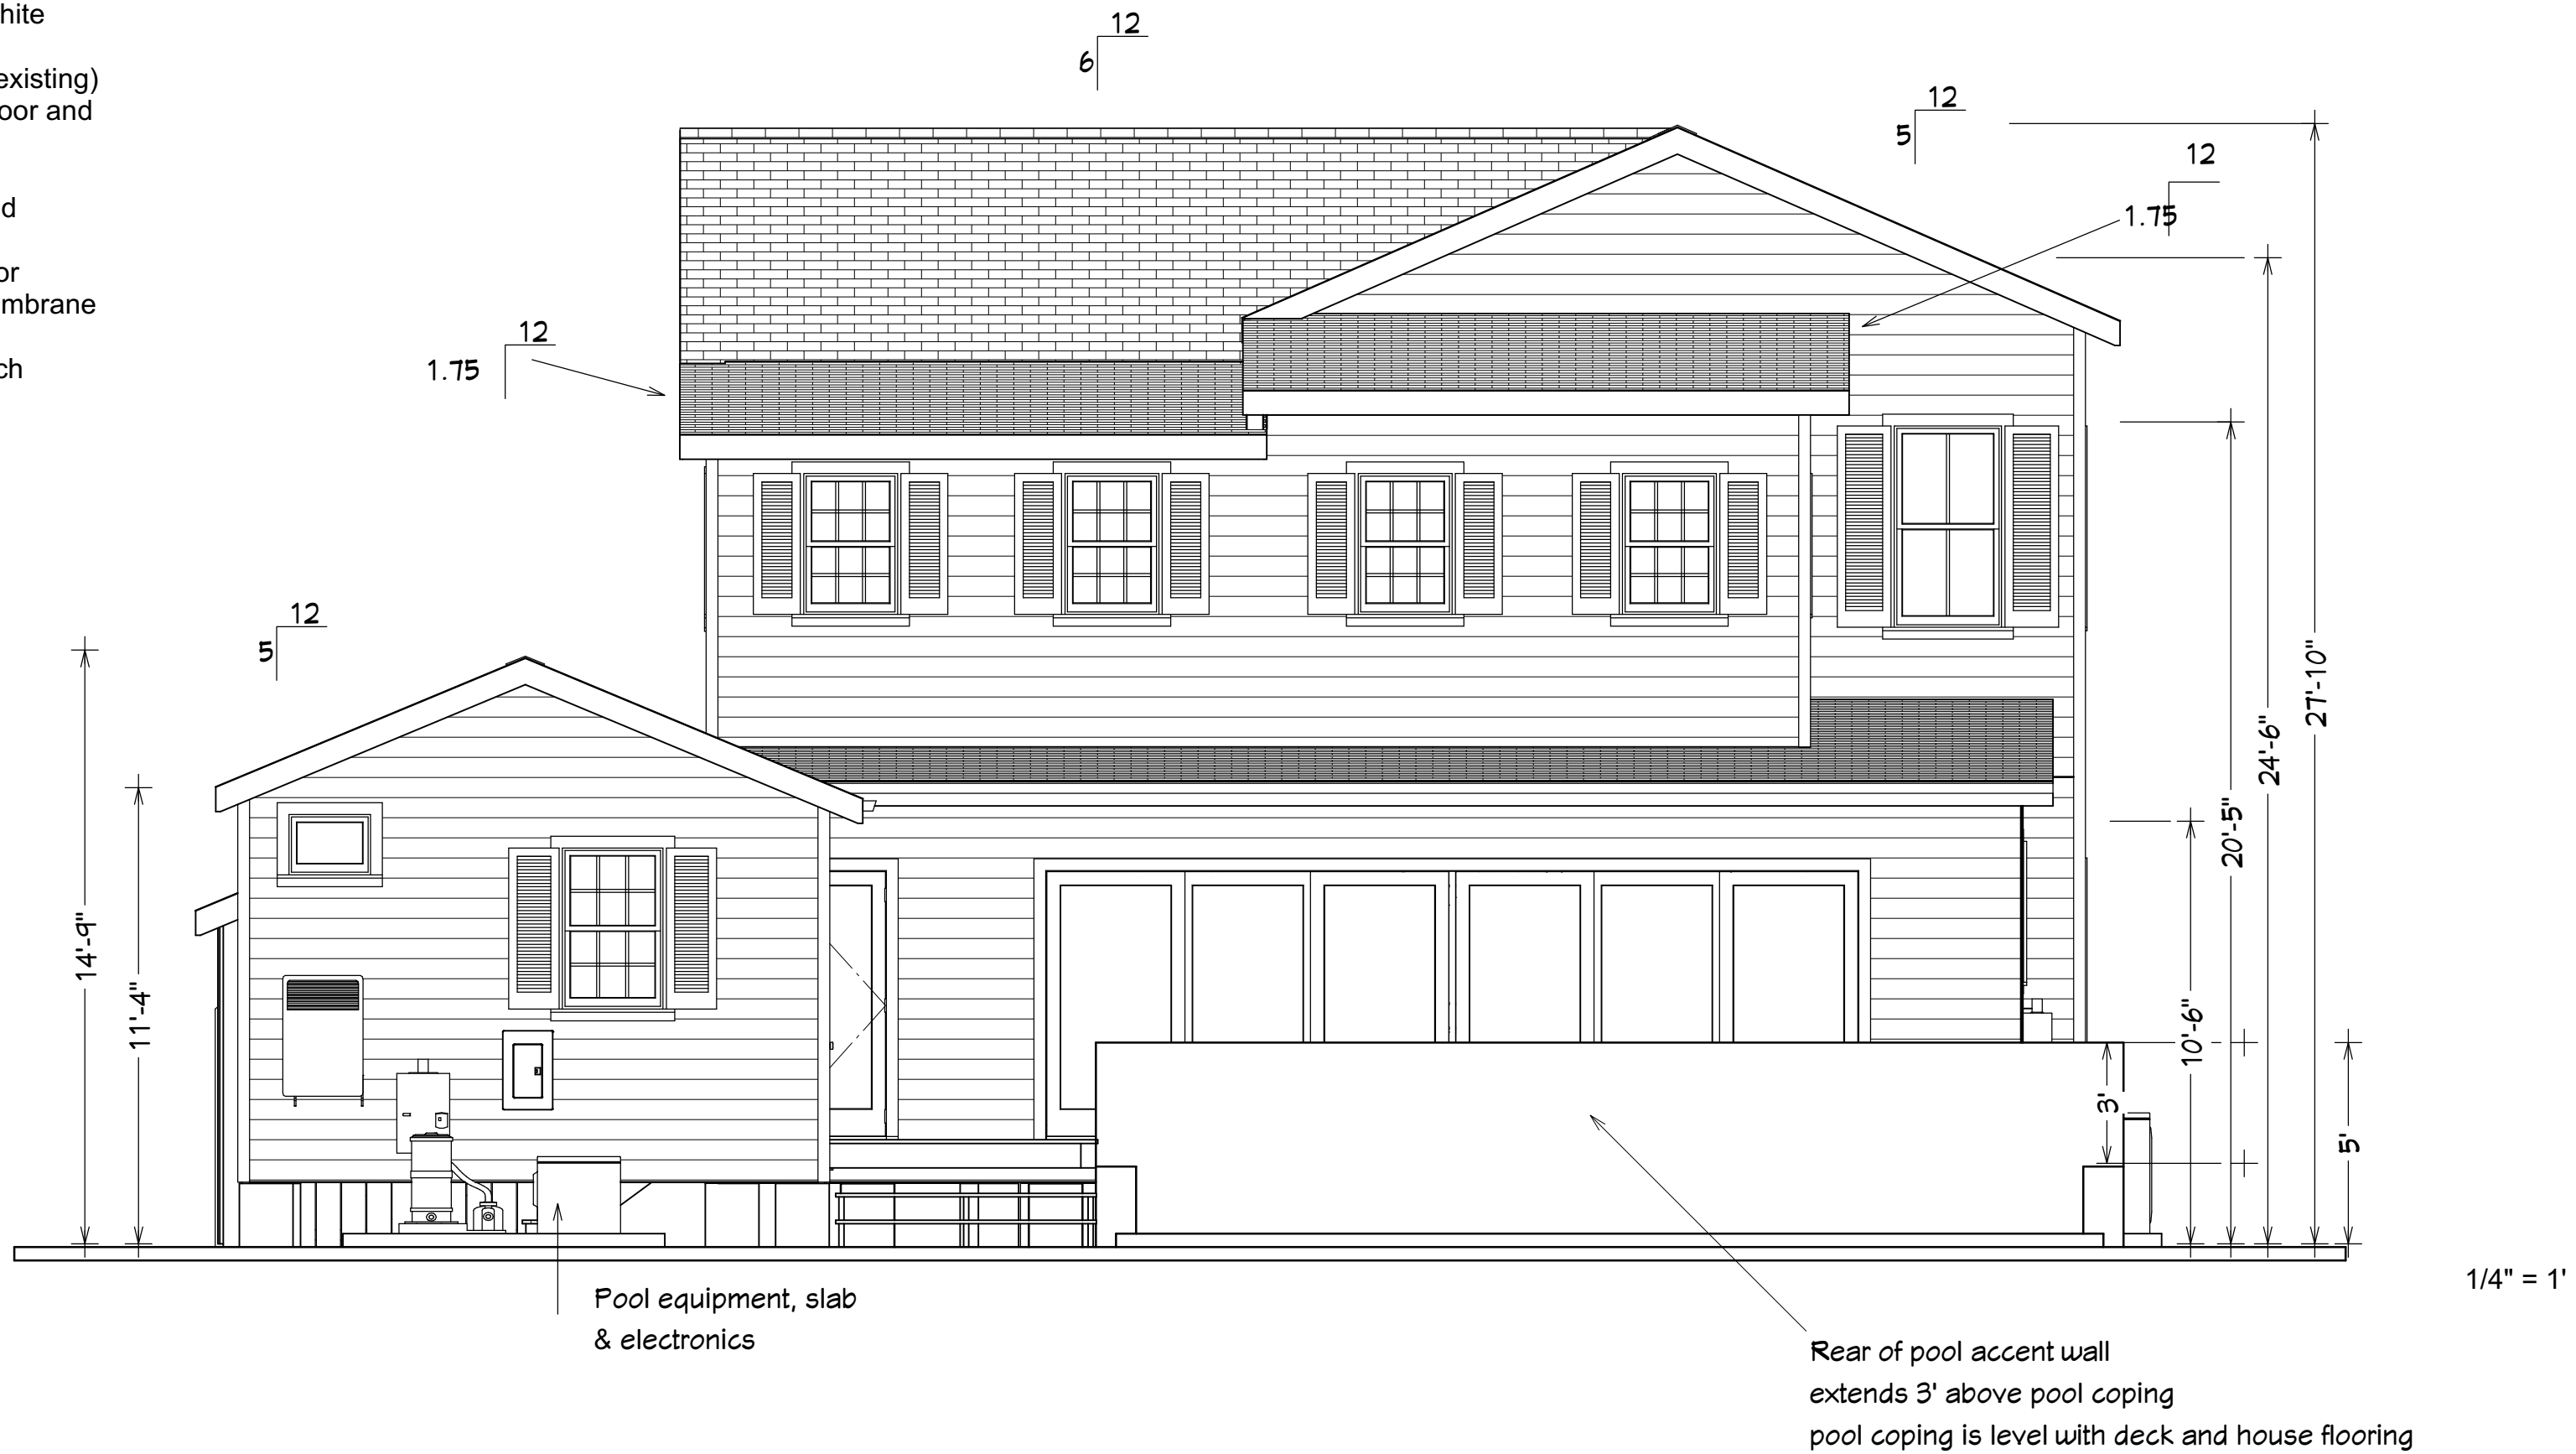 hite
existing)
oor and
d
or
mbrane
ch
12
6
12
5
12
1.75
12
1.75
12
5
14'-9"
11'-4"
27'-10"
24'-6"
20'-5"
10'-6"
3'
5'
1/4" = 1'
Pool equipment, slab
& electronics
Rear of pool accent wall
extends 3' above pool coping
pool coping is level with deck and house flooring